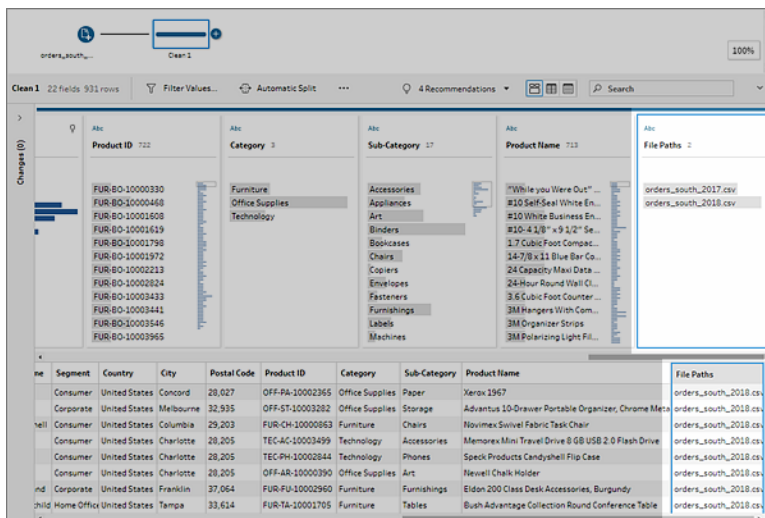 orders_south_...
Clean 1
100%
Clean 1 22 fields 931 rows
Filter Values...
Automatic Split
...
4 Recommendations
Search
Changes (0)
Abc
Product ID 722
FUR-BO-10000330
FUR-BO-10000468
FUR-BO-10001608
FUR-BO-10001619
FUR-BO-10001798
FUR-BO-10001972
FUR-BO-10002213
FUR-BO-10002824
FUR-BO-10003433
FUR-BO-10003441
FUR-BO-10003546
FUR-BO-10003965
Abc
Category 3
Furniture
Office Supplies
Technology
Abc
Sub-Category 17
Accessories
Appliances
Art
Binders
Bookcases
Chairs
Copiers
Envelopes
Fasteners
Furnishings
Labels
Machines
Abc
Product Name 713
"While you Were Out" ...
#10 Self-Seal White En...
#10 White Business En...
#10- 4 1/8" x 9 1/2" Se...
1.7 Cubic Foot Compac...
14-7/8 x 11 Blue Bar Co...
24 Capacity Maxi Data ...
24-Hour Round Wall Cl...
3.6 Cubic Foot Counter ...
3M Hangers With Com...
3M Organizer Strips
3M Polarizing Light Fil...
Abc
File Paths 2
orders_south_2017.csv
orders_south_2018.csv
me Segment Country City Postal Code Product ID Category Sub-Category Product Name File Paths
Consumer United States Concord 28,027 OFF-PA-10002365 Office Supplies Paper Xerox 1967 orders_south_2018.csv
Corporate United States Melbourne 32,935 OFF-ST-10003282 Office Supplies Storage Advantus 10-Drawer Portable Organizer, Chrome Meta orders_south_2018.csv
nell Consumer United States Columbia 29,203 FUR-CH-10000863 Furniture Chairs Novimex Swivel Fabric Task Chair orders_south_2018.csv
Consumer United States Charlotte 28,205 TEC-AC-10003499 Technology Accessories Memorex Mini Travel Drive 8 GB USB 2.0 Flash Drive orders_south_2018.csv
Consumer United States Charlotte 28,205 TEC-PH-10002844 Technology Phones Speck Products Candyshell Flip Case orders_south_2018.csv
Consumer United States Charlotte 28,205 OFF-AR-10000390 Office Supplies Art Newell Chalk Holder orders_south_2018.csv
nd Corporate United States Franklin 37,064 FUR-FU-10002960 Furniture Furnishings Eldon 200 Class Desk Accessories, Burgundy orders_south_2018.csv
child Home Office United States Tampa 33,614 FUR-TA-10001705 Furniture Tables Bush Advantage Collection Round Conference Table orders_south_2018.csv